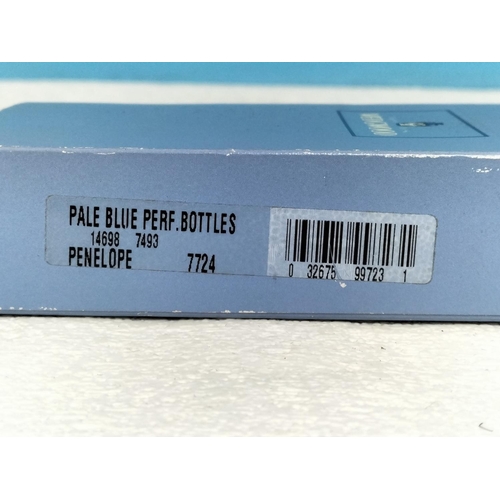 PALE BLUE PERF.BOTTLES
14698 7493
PENELOPE 7724
0 32675 99723 1